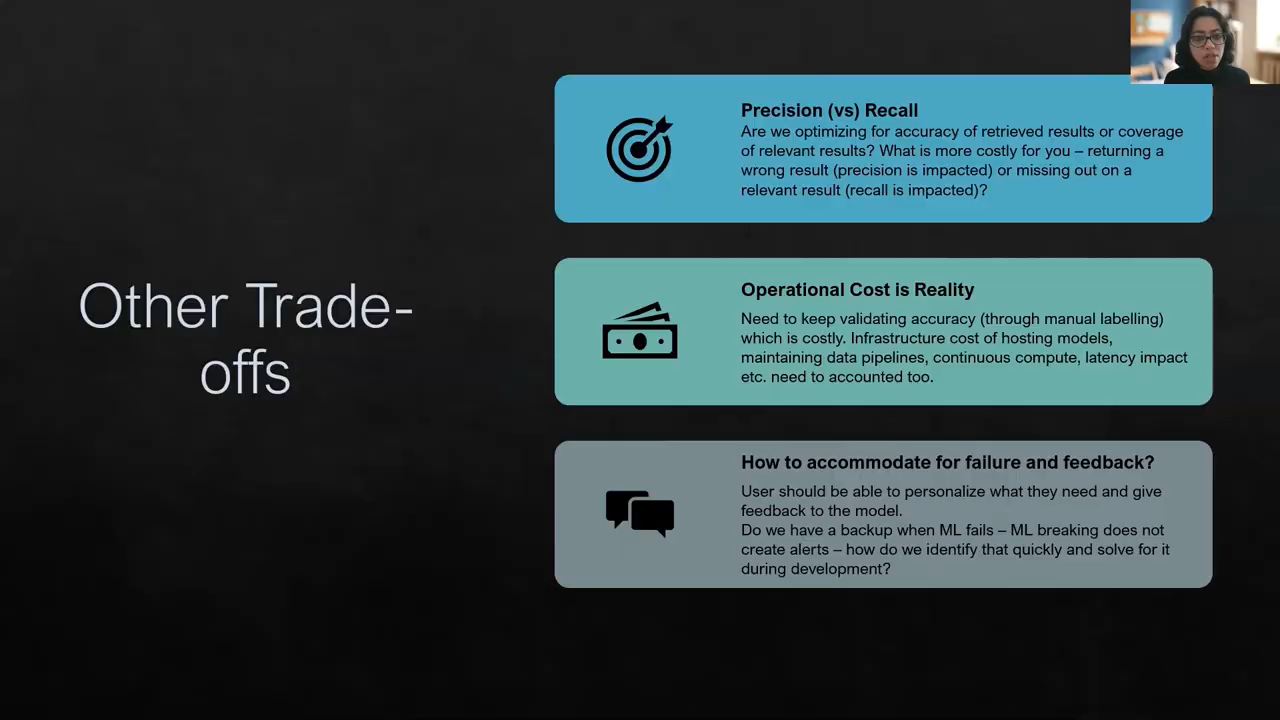 Other Trade-
offs
Precision (vs) Recall
Are we optimizing for accuracy of retrieved results or coverage
of relevant results? What is more costly for you – returning a
wrong result (precision is impacted) or missing out on a
relevant result (recall is impacted)?
Operational Cost is Reality
Need to keep validating accuracy (through manual labelling)
which is costly. Infrastructure cost of hosting models,
maintaining data pipelines, continuous compute, latency impact
etc. need to accounted too.
How to accommodate for failure and feedback?
User should be able to personalize what they need and give
feedback to the model.
Do we have a backup when ML fails – ML breaking does not
create alerts – how do we identify that quickly and solve for it
during development?